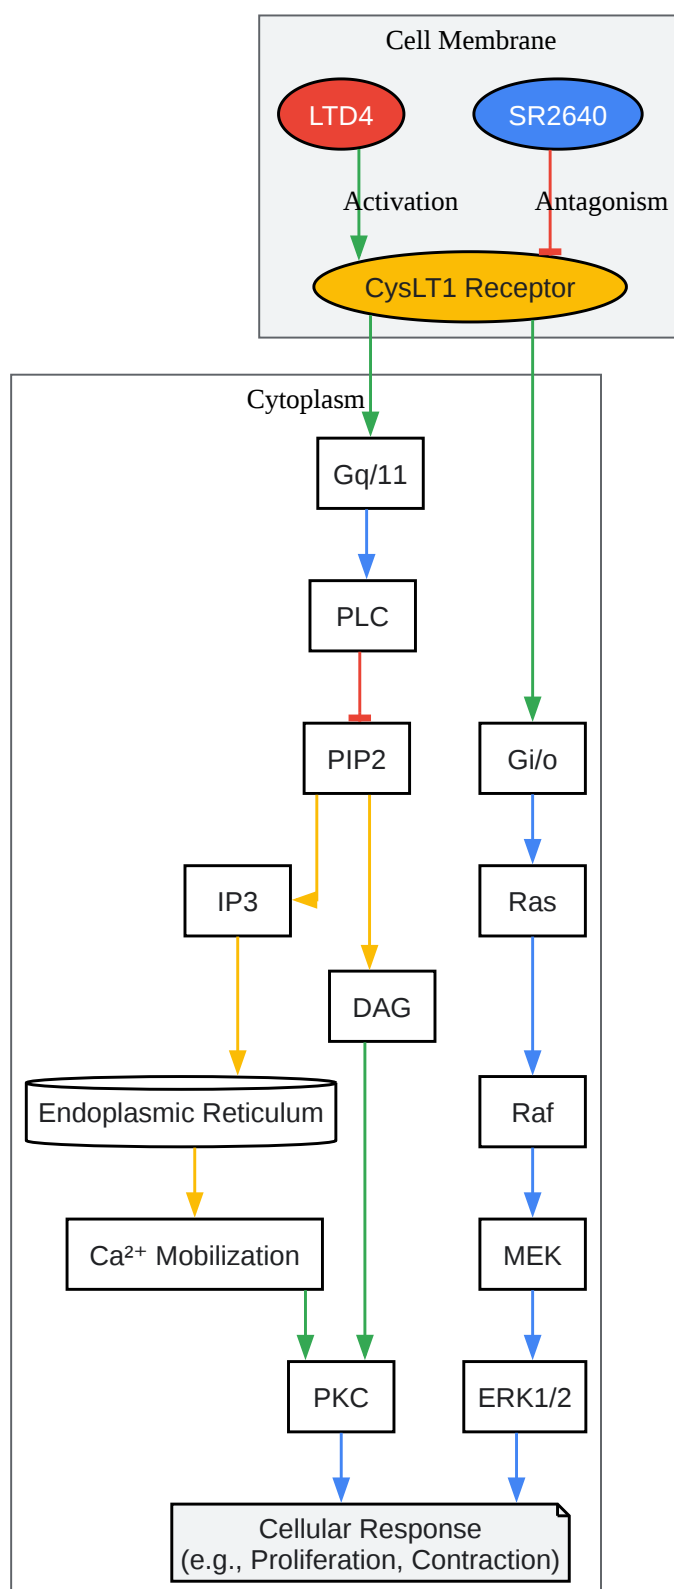 Cell Membrane
LTD4
SR2640
Activation
Antagonism
CysLT1 Receptor
Cytoplasm
Gq/11
PLC
PIP2
Gi/o
IP3
Ras
DAG
Endoplasmic Reticulum
Raf
Ca²⁺ Mobilization
MEK
PKC
ERK1/2
Cellular Response
(e.g., Proliferation, Contraction)